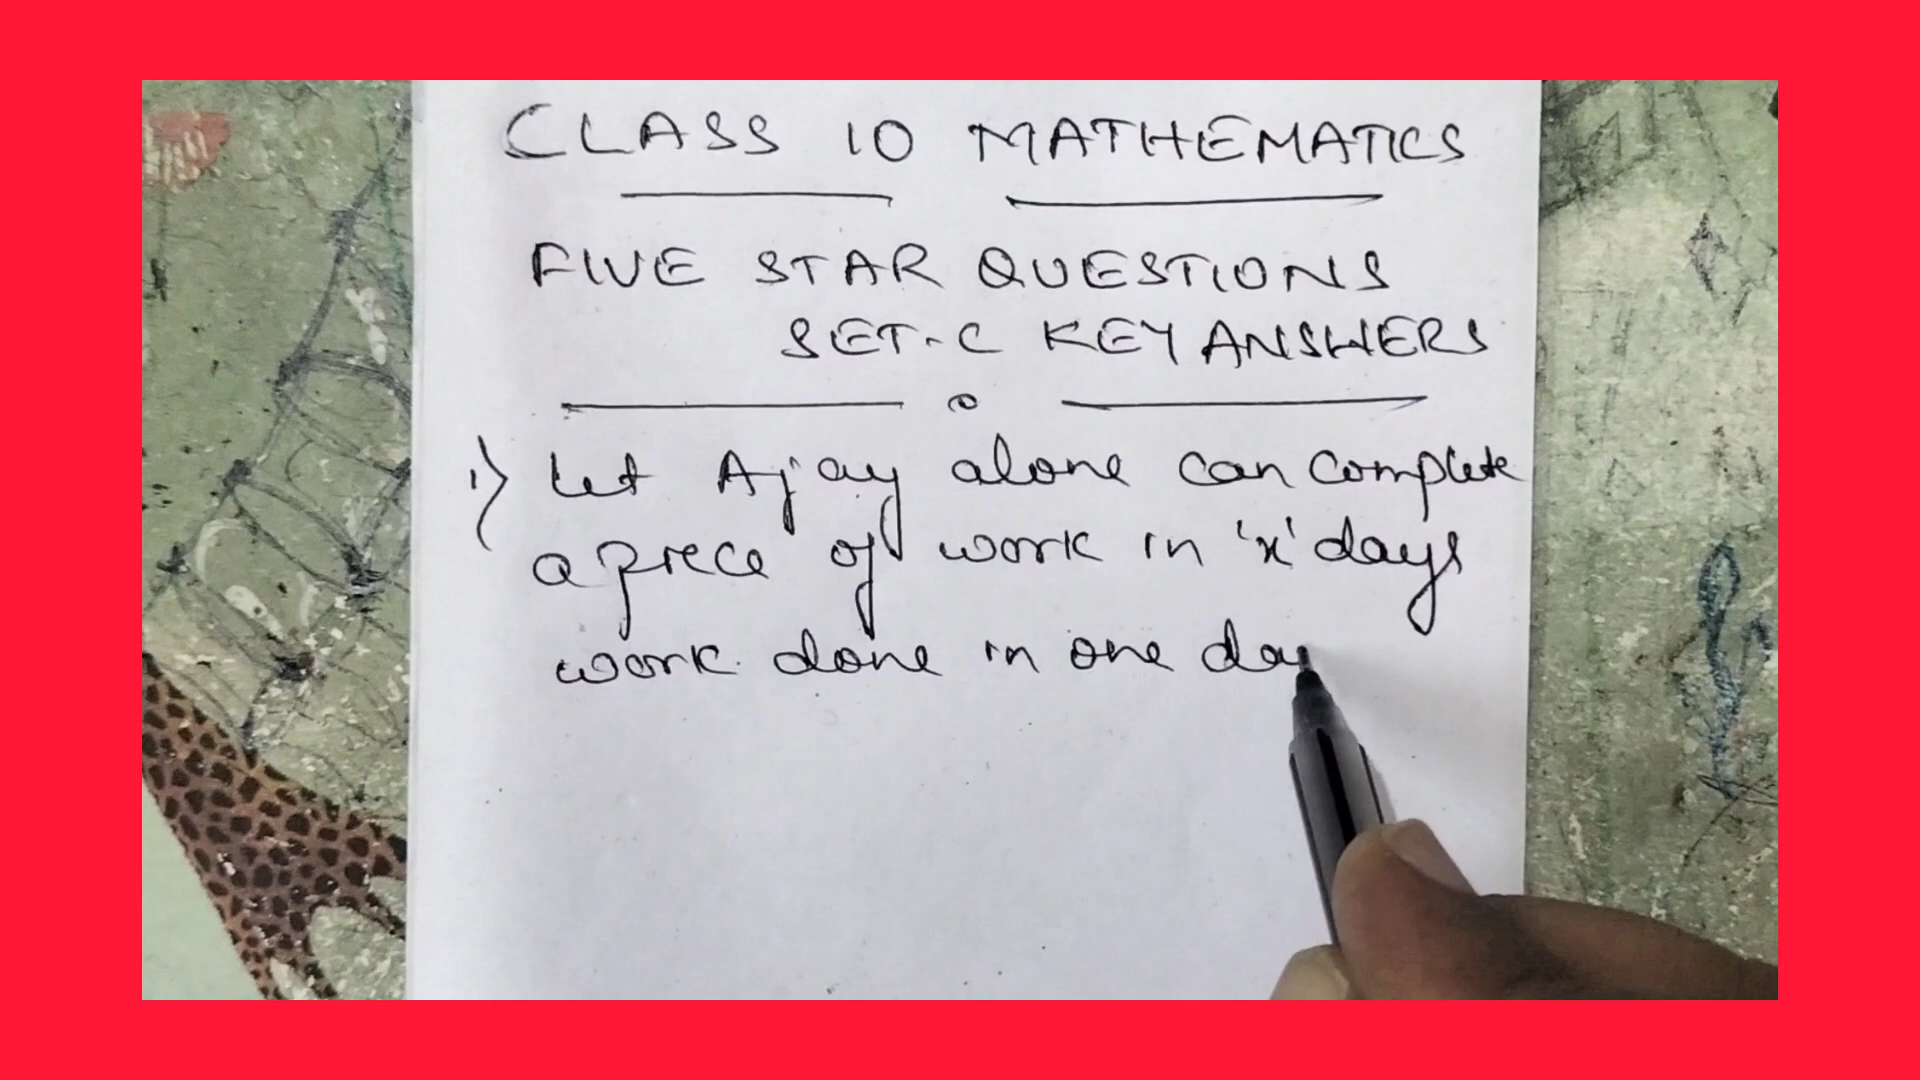 CLASS 10 MATHEMATICS
FIVE STAR QUESTIONS
SET-C KEY ANSWERS
1) Let Ajay alone can complete
a piece of work in 'x' days
work done in one da